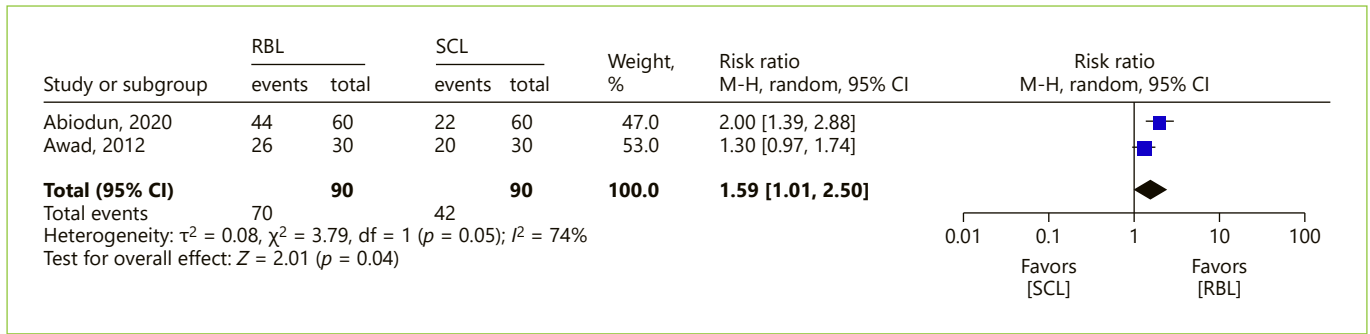 RBL SCL Weight, Risk ratio Risk ratio
Study or subgroup events total events total % M-H, random, 95% CI M-H, random, 95% CI
Abiodun, 2020 44 60 22 60 47.0 2.00 [1.39, 2.88]
Awad, 2012 26 30 20 30 53.0 1.30 [0.97, 1.74]
Total (95% CI) 90 90 100.0 1.59 [1.01, 2.50]
Total events 70 42
Heterogeneity: τ² = 0.08, χ² = 3.79, df = 1 (p = 0.05); I² = 74%
Test for overall effect: Z = 2.01 (p = 0.04)
0.01 0.1 1 10 100
Favors Favors
[SCL] [RBL]